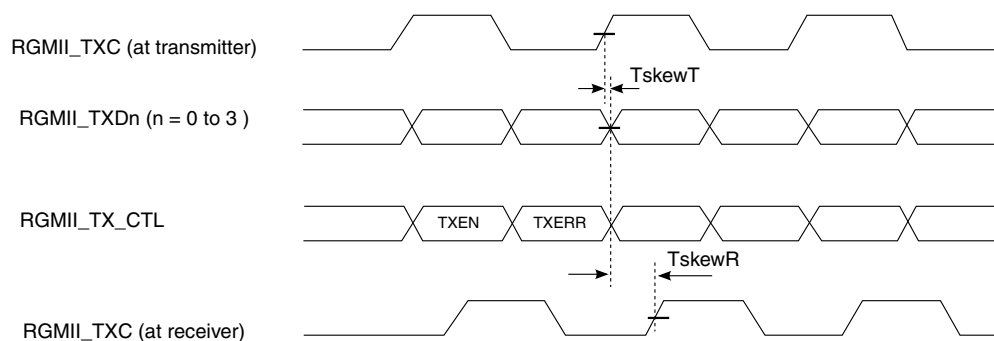 RGMII_TXC (at transmitter)
TskewT
RGMII_TXDn (n = 0 to 3 )
RGMII_TX_CTL
TXEN
TXERR
TskewR
RGMII_TXC (at receiver)